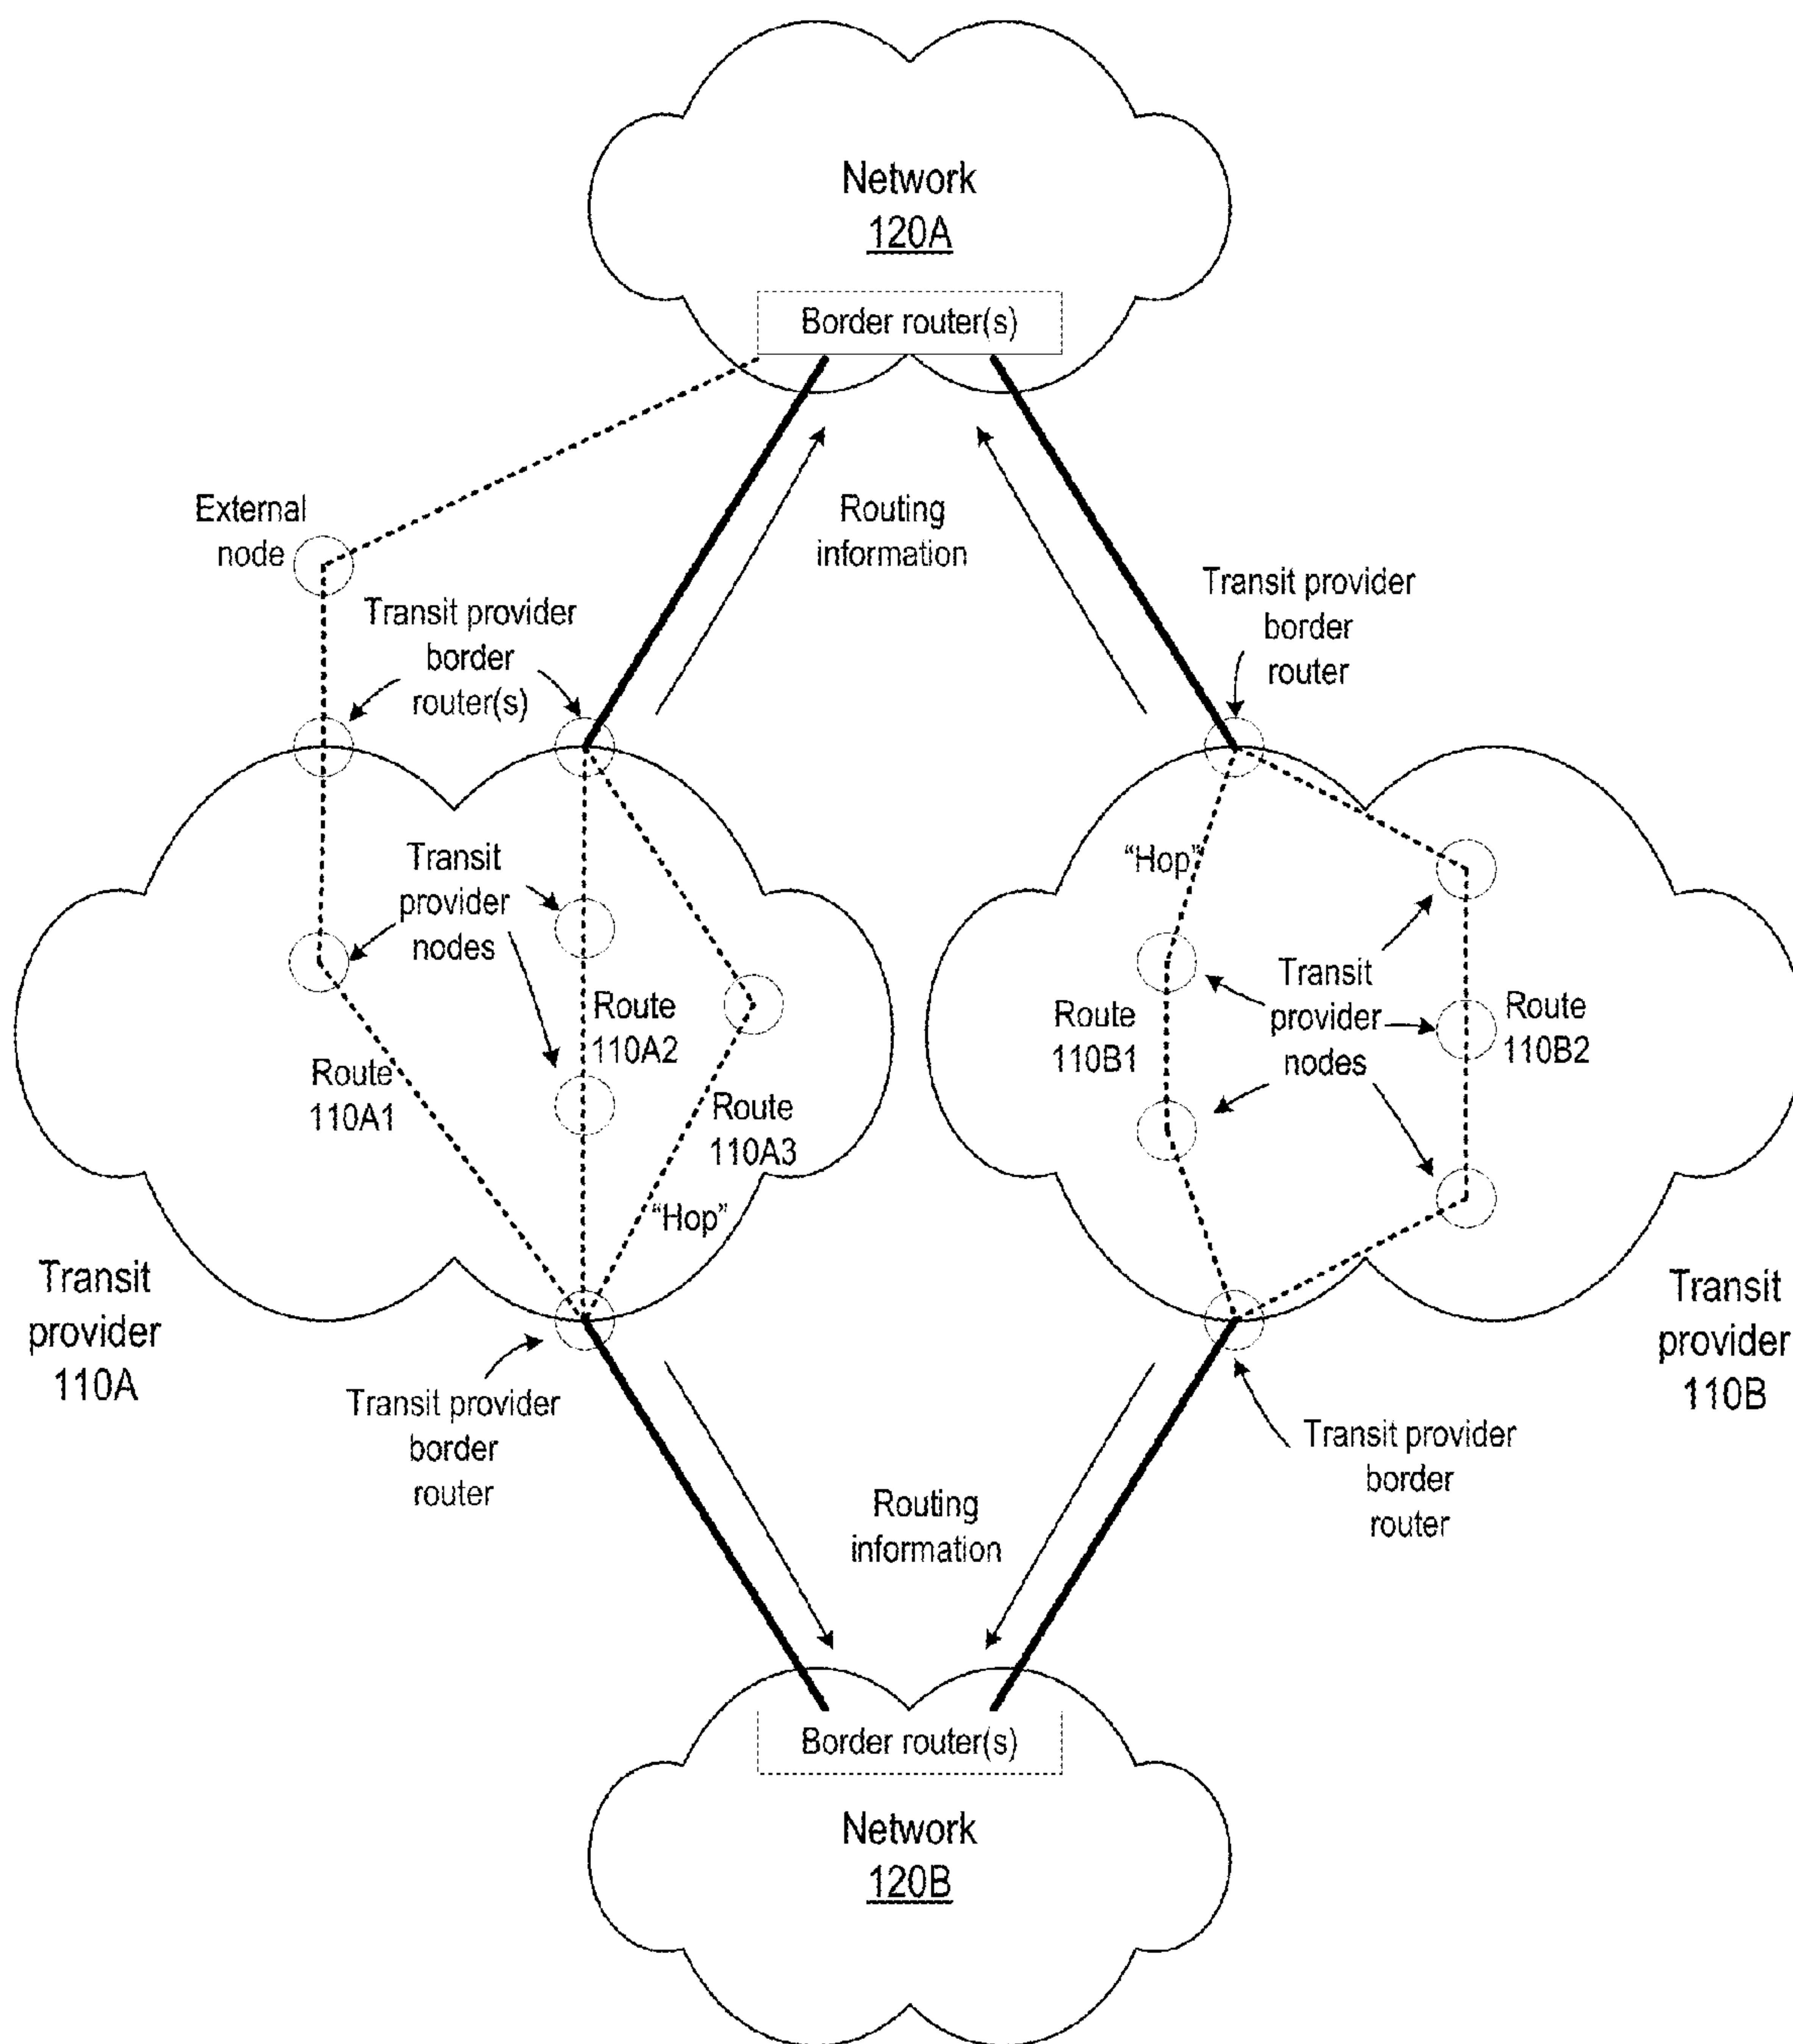 Network
120A
Border router(s)
External
node
Routing
information
Transit provider
border
router(s)
Transit provider
border
router
Transit
provider
nodes
"Hop"
Route
110A1
Route
110A2
Route
110A3
"Hop"
Route
110B1
Transit
provider
nodes
Route
110B2
Transit
provider
110A
Transit
provider
110B
Transit provider
border
router
Transit provider
border
router
Routing
information
Border router(s)
Network
120B